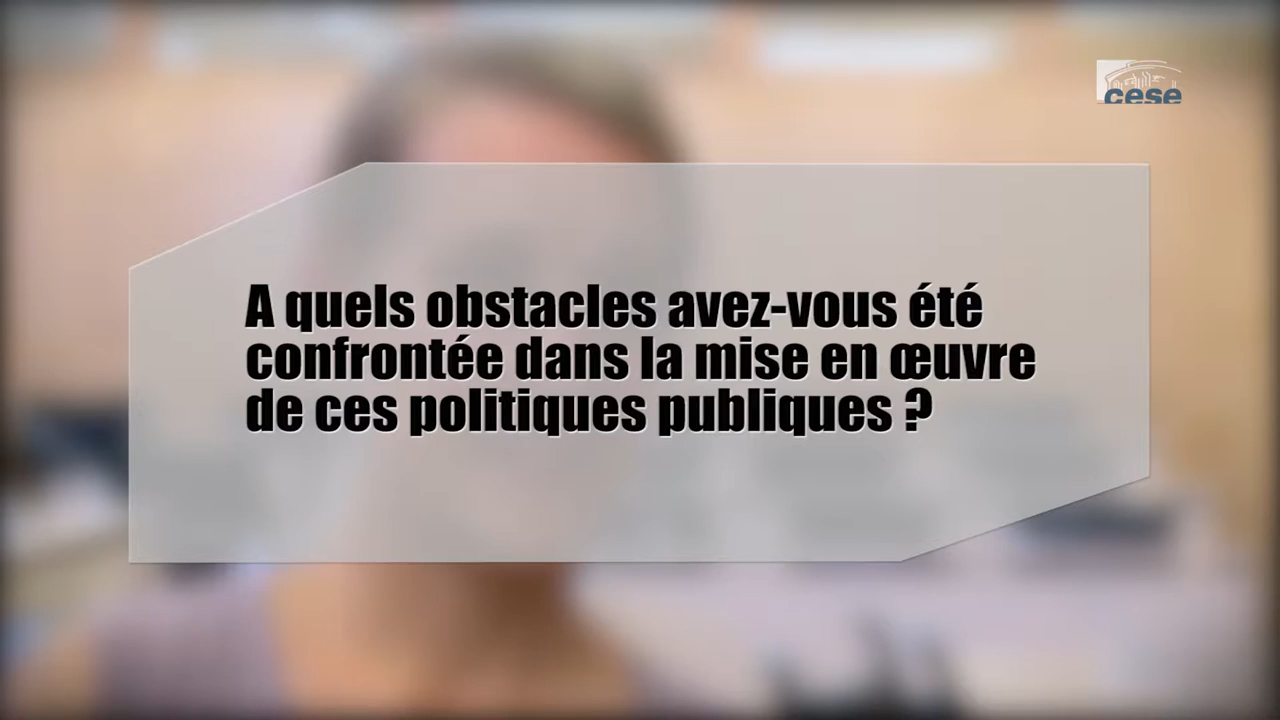 cese
A quels obstacles avez-vous été
confrontée dans la mise en œuvre
de ces politiques publiques ?